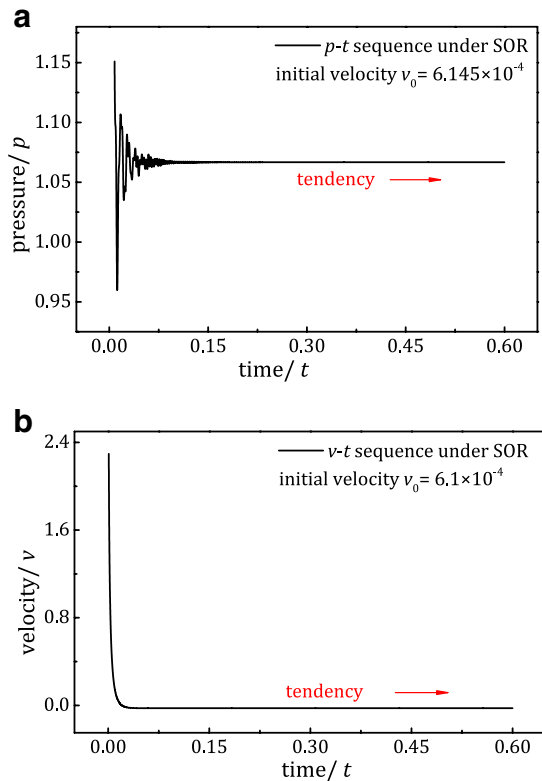 a
p-t sequence under SOR
initial velocity v₀= 6.145×10⁻⁴
1.15
1.10
1.05
1.00
0.95
pressure/ p
tendency
0.00 0.15 0.30 0.45 0.60
time/ t
b
v-t sequence under SOR
initial velocity v₀= 6.1×10⁻⁴
2.4
1.6
0.8
0.0
velocity/ v
tendency
0.00 0.15 0.30 0.45 0.60
time/ t